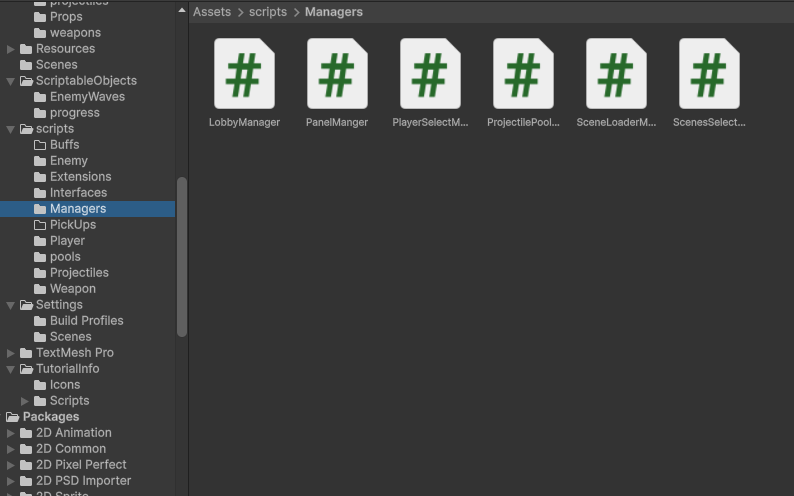 projectiles
Props
weapons
Resources
Scenes
ScriptableObjects
EnemyWaves
progress
scripts
Buffs
Enemy
Extensions
Interfaces
Managers
PickUps
Player
pools
Projectiles
Weapon
Settings
Build Profiles
Scenes
TextMesh Pro
TutorialInfo
Icons
Scripts
Packages
2D Animation
2D Common
2D Pixel Perfect
2D PSD Importer
2D Sprite
Assets > scripts > Managers
LobbyManager
PanelManger
PlayerSelectM...
ProjectilePool...
SceneLoaderM...
ScenesSelect...